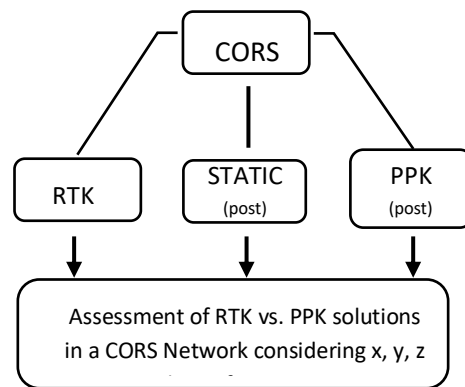 CORS
RTK
STATIC
(post)
PPK
(post)
Assessment of RTK vs. PPK solutions
in a CORS Network considering x, y, z